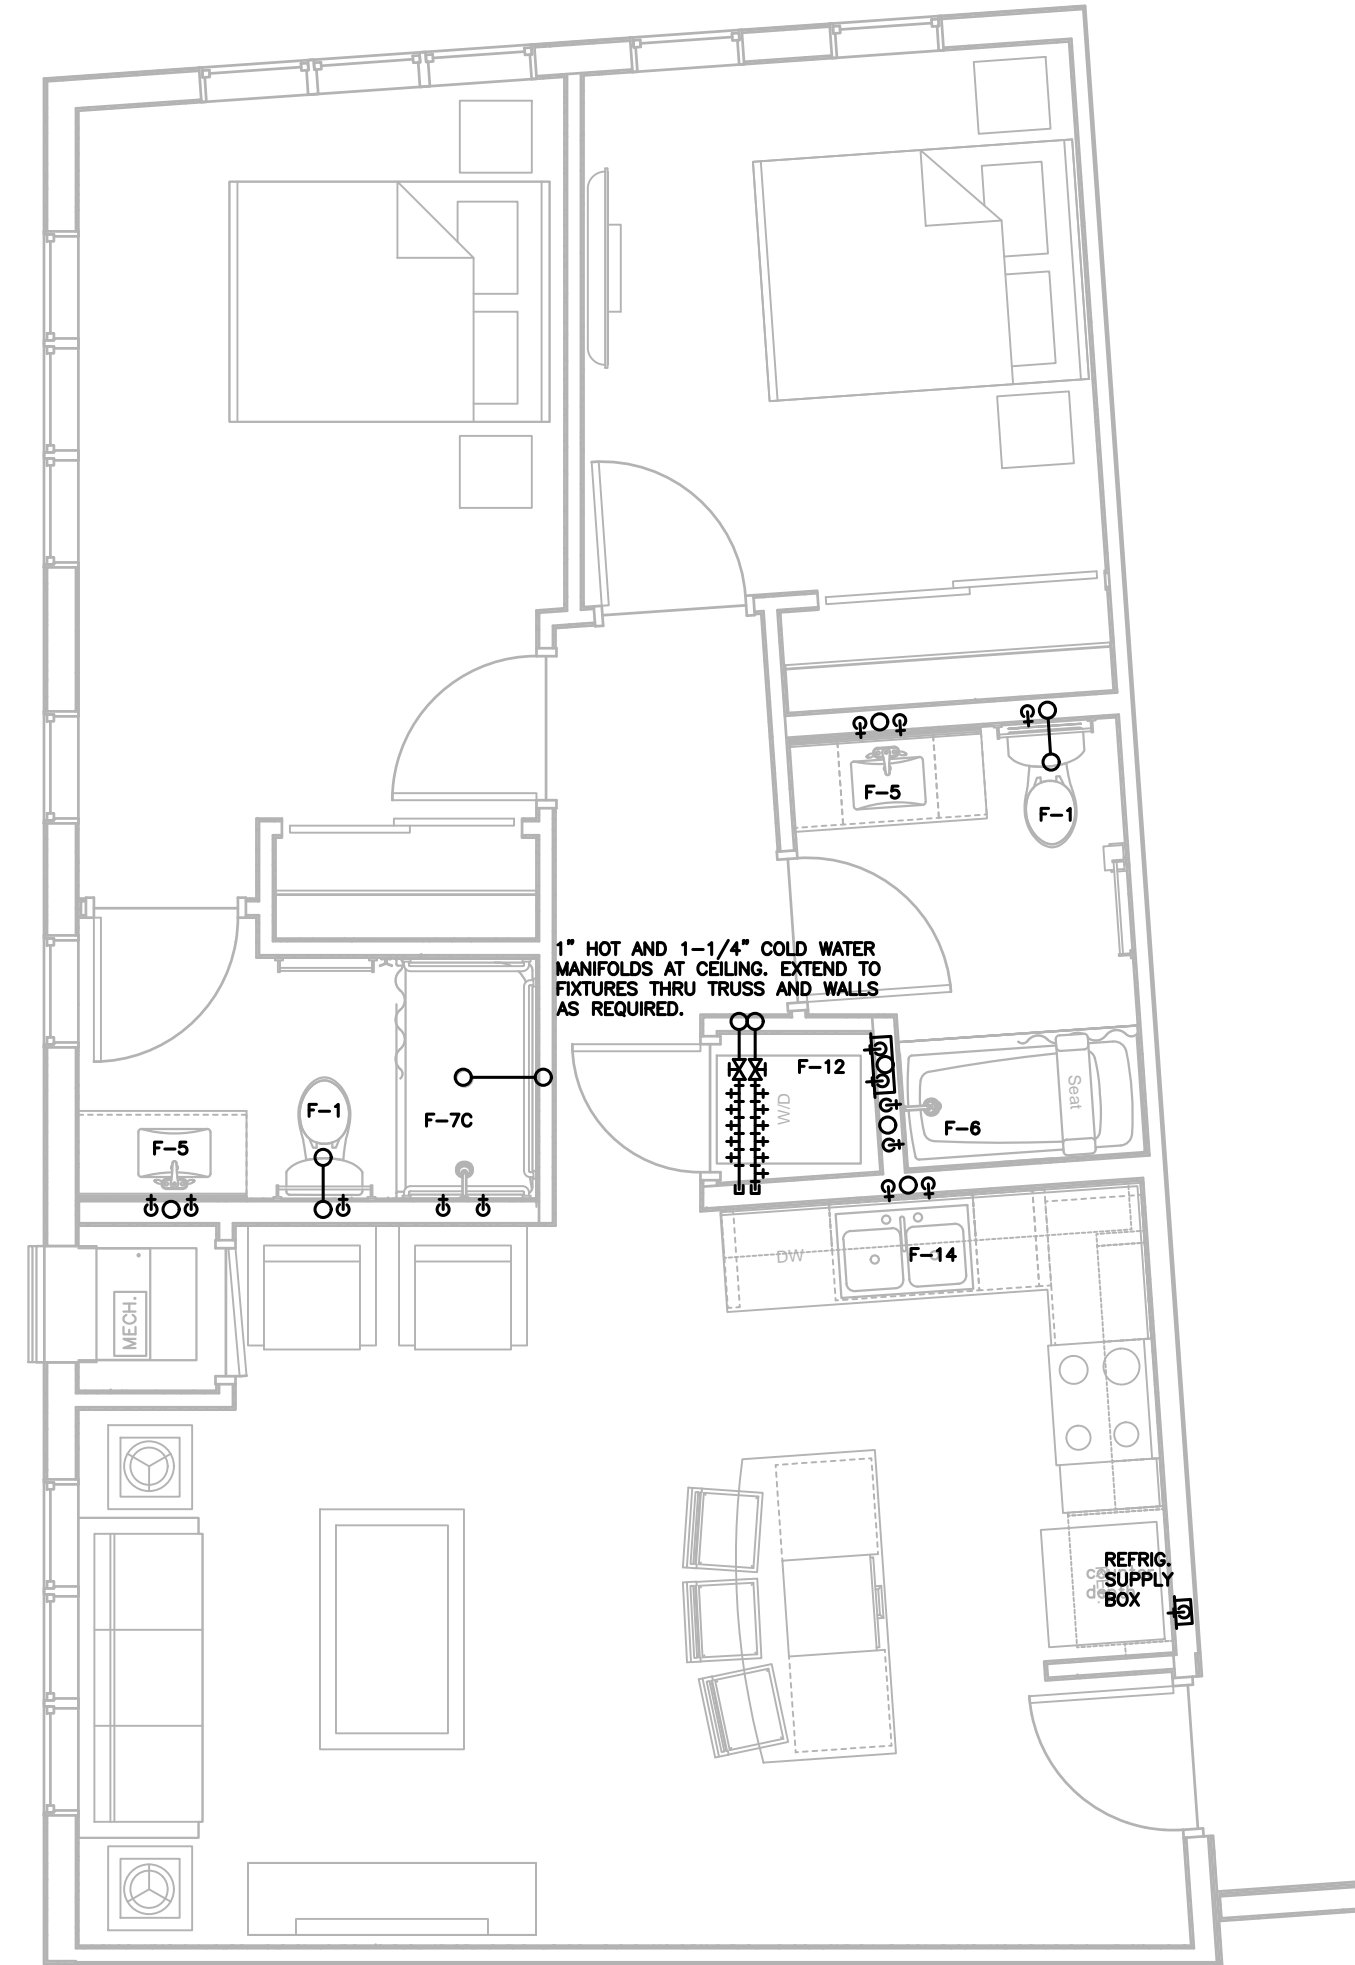 F-5
F-1
1" HOT AND 1-1/4" COLD WATER
MANIFOLDS AT CEILING. EXTEND TO
FIXTURES THRU TRUSS AND WALLS
AS REQUIRED.
F-12
W/D
Seat
F-6
F-1
F-7C
F-5
DW
F-14
MECH.
REFRIG.
SUPPLY
BOX